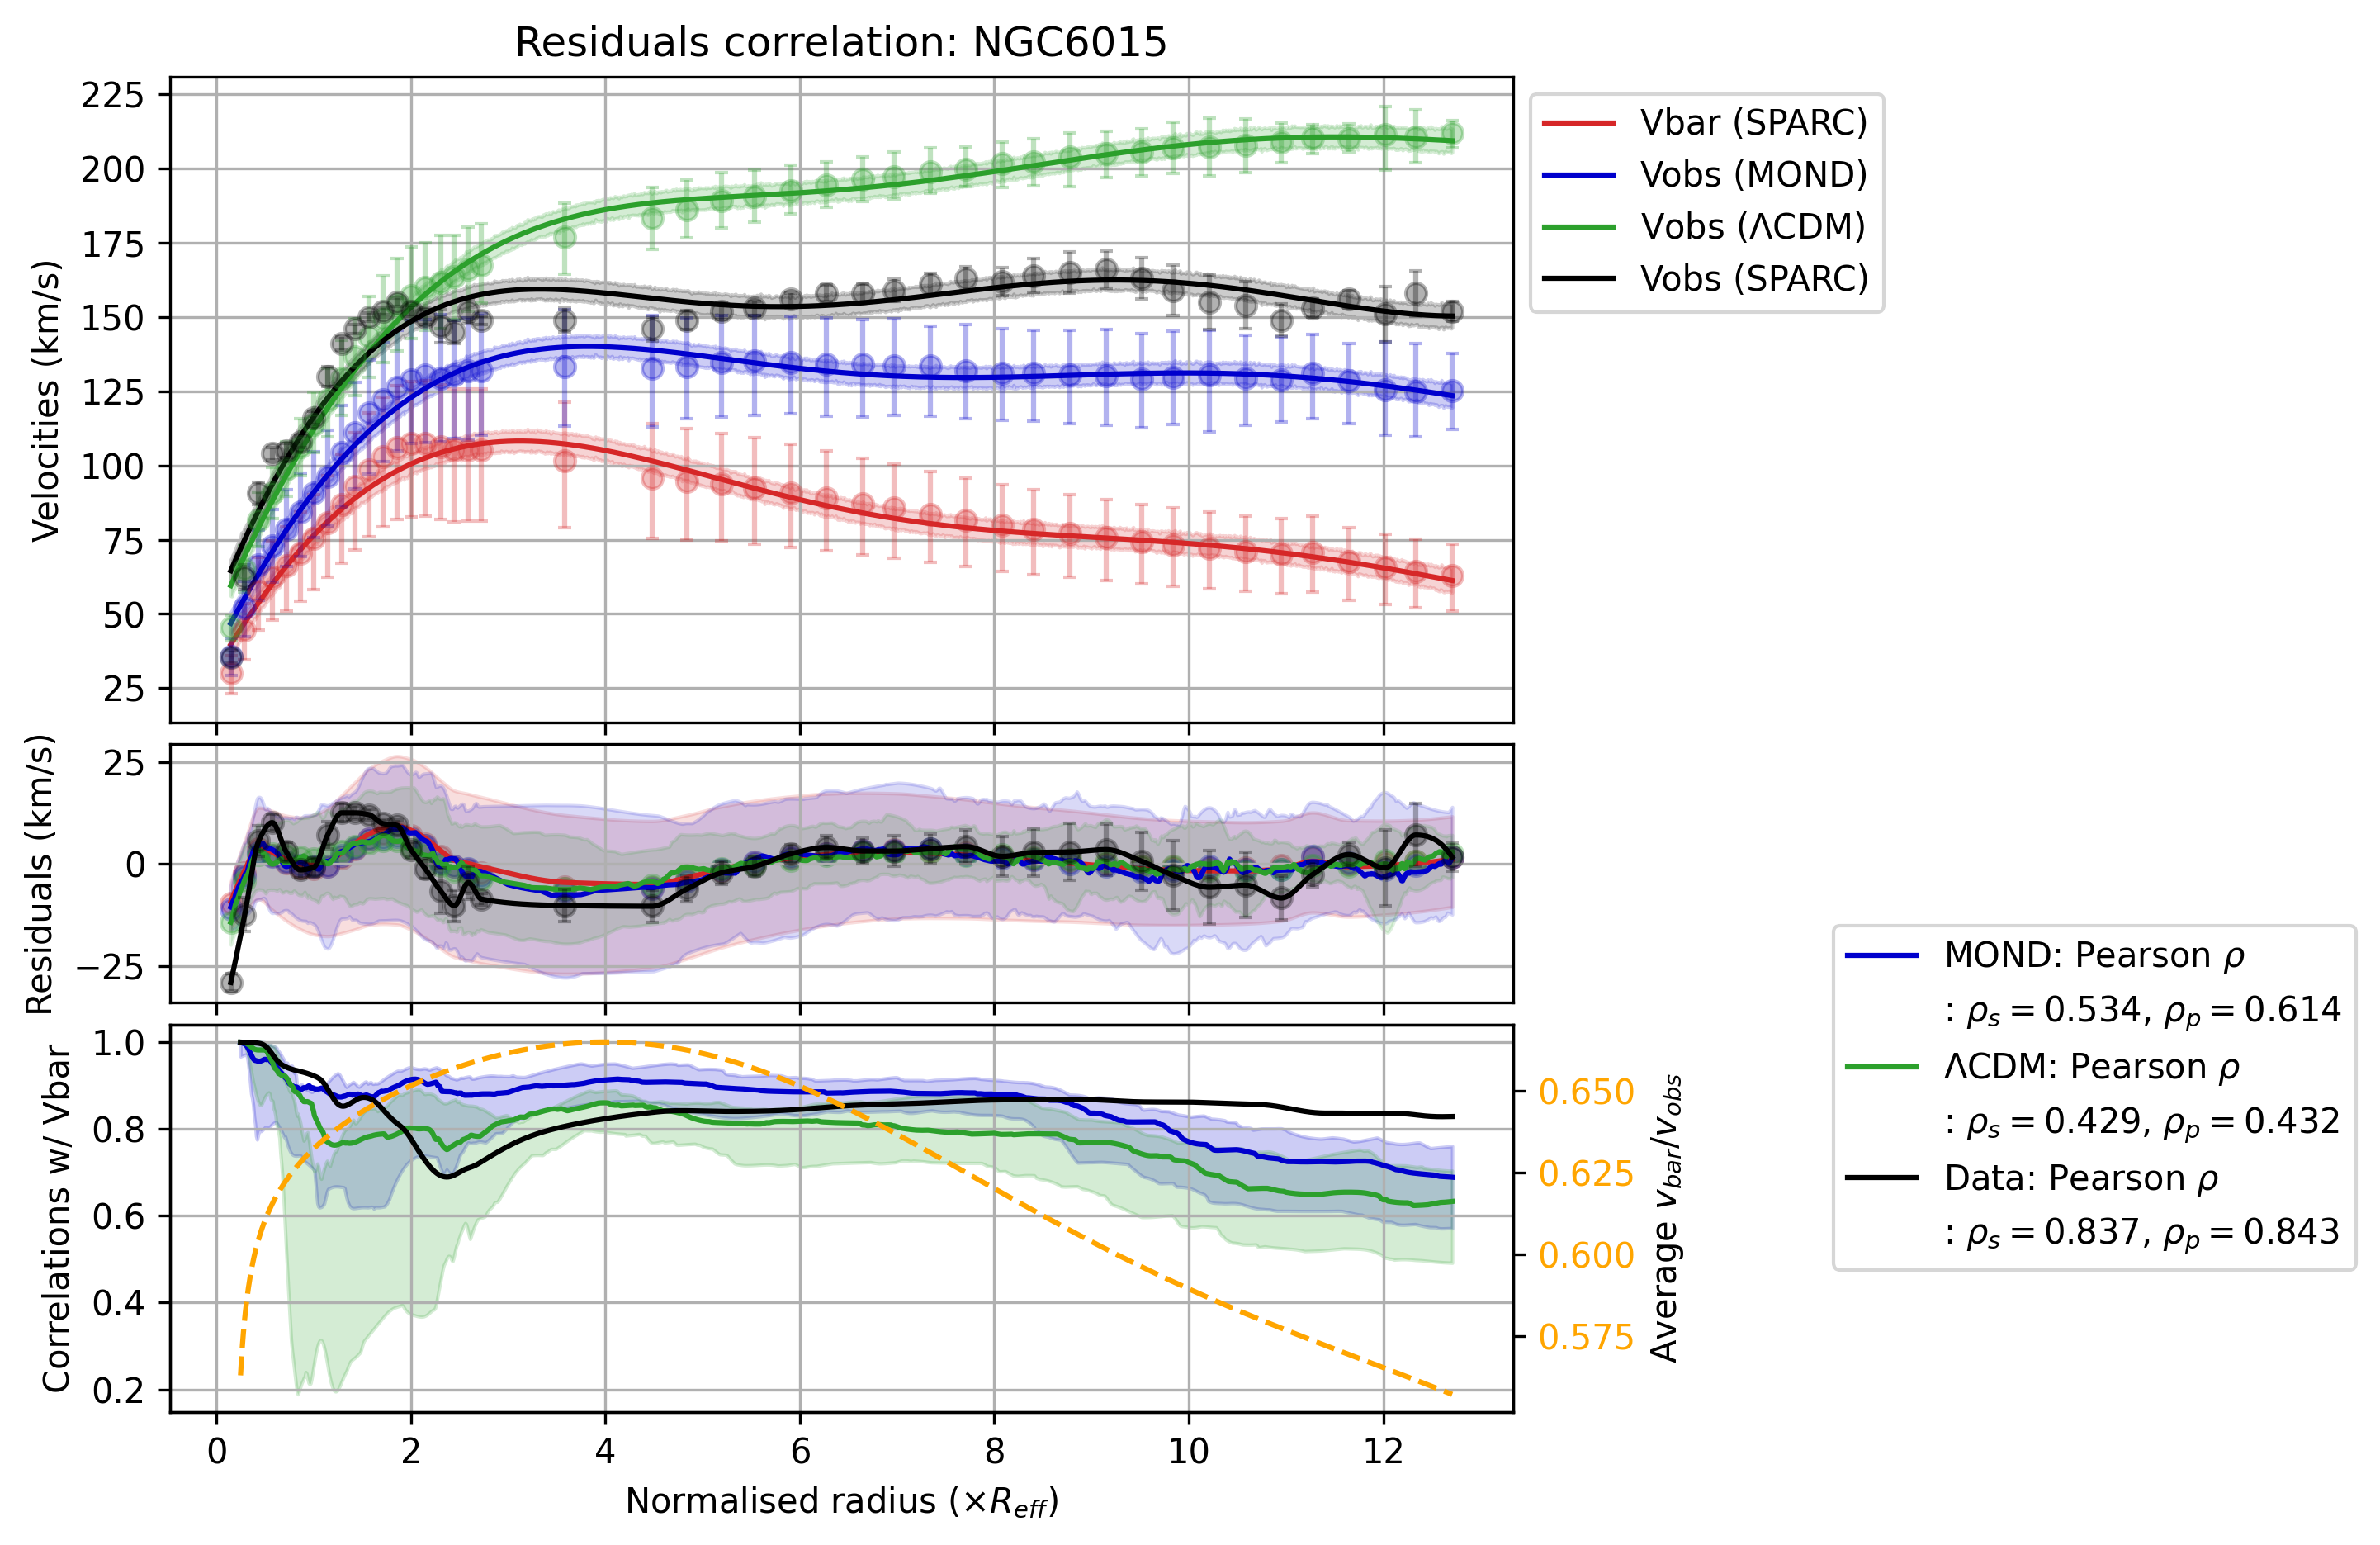 Residuals correlation: NGC6015
Velocities (km/s)
225
200
175
150
125
100
75
50
25
Vbar (SPARC)
Vobs (MOND)
Vobs (ΛCDM)
Vobs (SPARC)
Residuals (km/s)
25
0
−25
Correlations w/ Vbar
1.0
0.8
0.6
0.4
0.2
0.650
0.625
0.600
0.575
Average v_bar/v_obs
MOND: Pearson ρ
: ρ_s = 0.534, ρ_p = 0.614
ΛCDM: Pearson ρ
: ρ_s = 0.429, ρ_p = 0.432
Data: Pearson ρ
: ρ_s = 0.837, ρ_p = 0.843
0 2 4 6 8 10 12
Normalised radius (×R_eff)